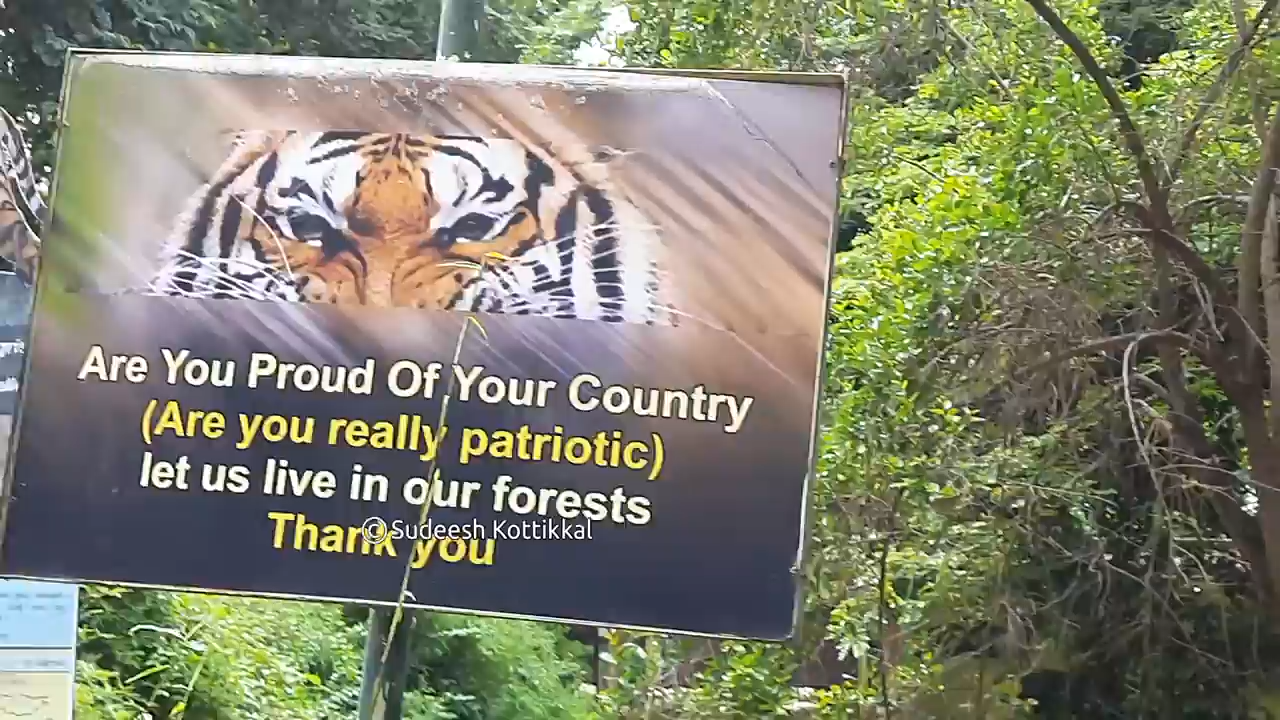 Are You Proud Of Your Country
(Are you really patriotic)
let us live in our forests
Thank you
©Sudeesh Kottikkal